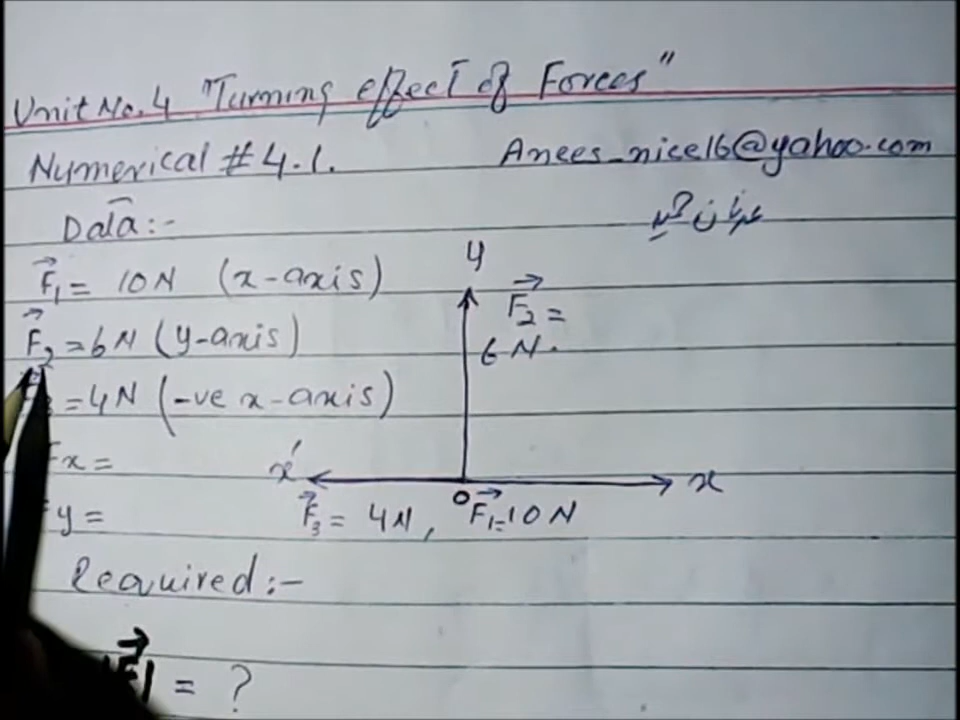 Unit No. 4 "Turning effect of Forces"
Numerical # 4.1. Anees_nice16@yahoo.com
Data:-
F₁ = 10N (x-axis)
F₂ = 6N (y-axis)
= 4N (-ve x-axis)
x =
y =
y
F₂ =
6 N.
x'
O
x
F₃ = 4N, F₁=10N
Required:-
|F| = ?